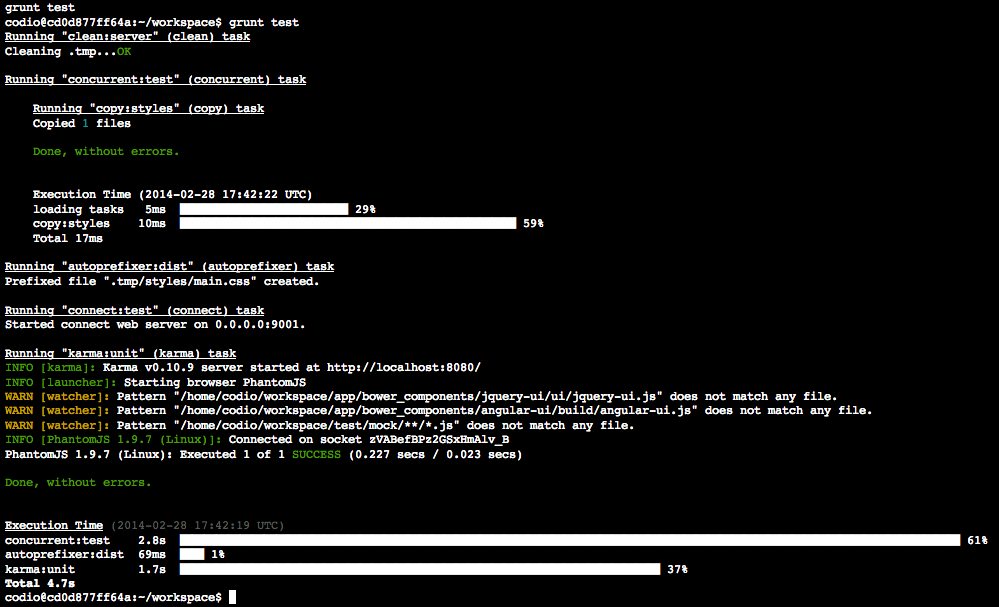 grunt test
codio@cd0d877ff64a:~/workspace$ grunt test
Running "clean:server" (clean) task
Cleaning .tmp...OK
Running "concurrent:test" (concurrent) task
Running "copy:styles" (copy) task
Copied 1 files
Done, without errors.
Execution Time (2014-02-28 17:42:22 UTC)
loading tasks 5ms 29%
copy:styles 10ms 59%
Total 17ms
Running "autoprefixer:dist" (autoprefixer) task
Prefixed file ".tmp/styles/main.css" created.
Running "connect:test" (connect) task
Started connect web server on 0.0.0.0:9001.
Running "karma:unit" (karma) task
INFO [karma]: Karma v0.10.9 server started at http://localhost:8080/
INFO [launcher]: Starting browser PhantomJS
WARN [watcher]: Pattern "/home/codio/workspace/app/bower_components/jquery-ui/ui/jquery-ui.js" does not match any file.
WARN [watcher]: Pattern "/home/codio/workspace/app/bower_components/angular-ui/build/angular-ui.js" does not match any file.
WARN [watcher]: Pattern "/home/codio/workspace/test/mock/**/*.js" does not match any file.
INFO [PhantomJS 1.9.7 (Linux)]: Connected on socket zVABefBPz2GSxHmAlv_B
PhantomJS 1.9.7 (Linux): Executed 1 of 1 SUCCESS (0.227 secs / 0.023 secs)
Done, without errors.
Execution Time (2014-02-28 17:42:19 UTC)
concurrent:test 2.8s 61%
autoprefixer:dist 69ms 1%
karma:unit 1.7s 37%
Total 4.7s
codio@cd0d877ff64a:~/workspace$